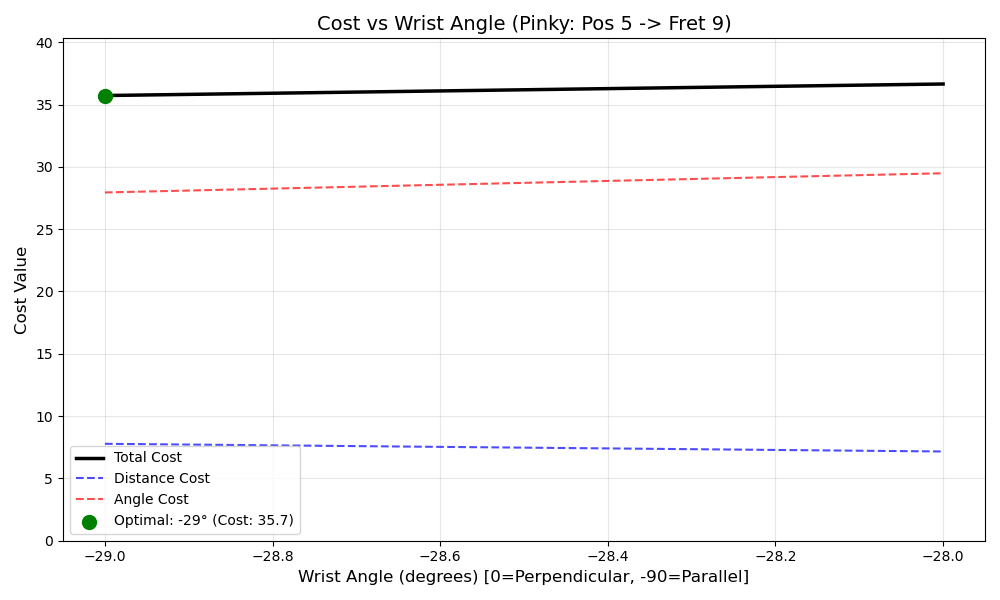 Cost vs Wrist Angle (Pinky: Pos 5 -> Fret 9)
Cost Value
40
35
30
25
20
15
10
5
0
Total Cost
Distance Cost
Angle Cost
Optimal: -29° (Cost: 35.7)
−29.0 −28.8 −28.6 −28.4 −28.2 −28.0
Wrist Angle (degrees) [0=Perpendicular, -90=Parallel]